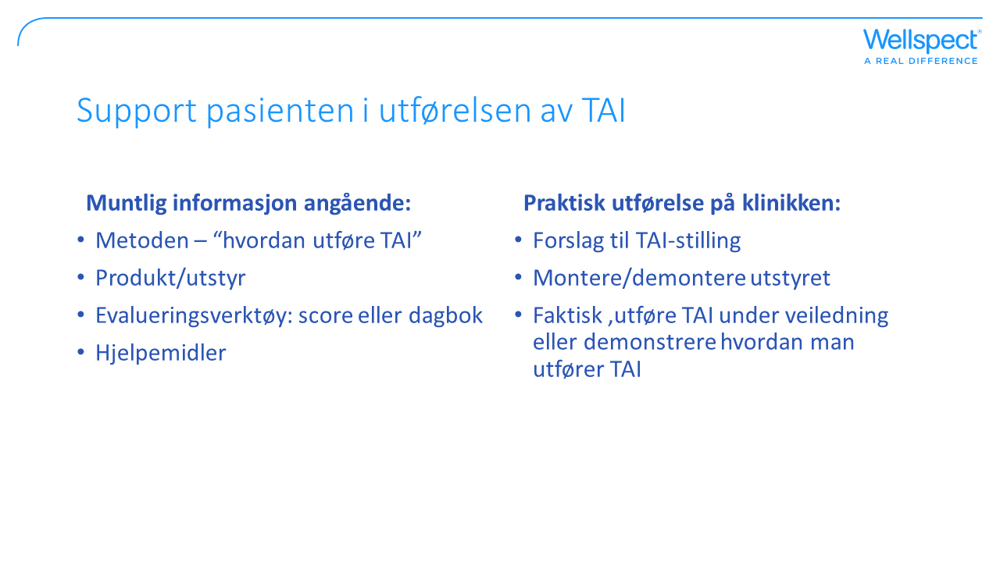 Wellspect®
A REAL DIFFERENCE
Support pasienten i utførelsen av TAI
Muntlig informasjon angående:
• Metoden – “hvordan utføre TAI”
• Produkt/utstyr
• Evalueringsverktøy: score eller dagbok
• Hjelpemidler
Praktisk utførelse på klinikken:
• Forslag til TAI-stilling
• Montere/demontere utstyret
• Faktisk ,utføre TAI under veiledning
eller demonstrere hvordan man
utfører TAI